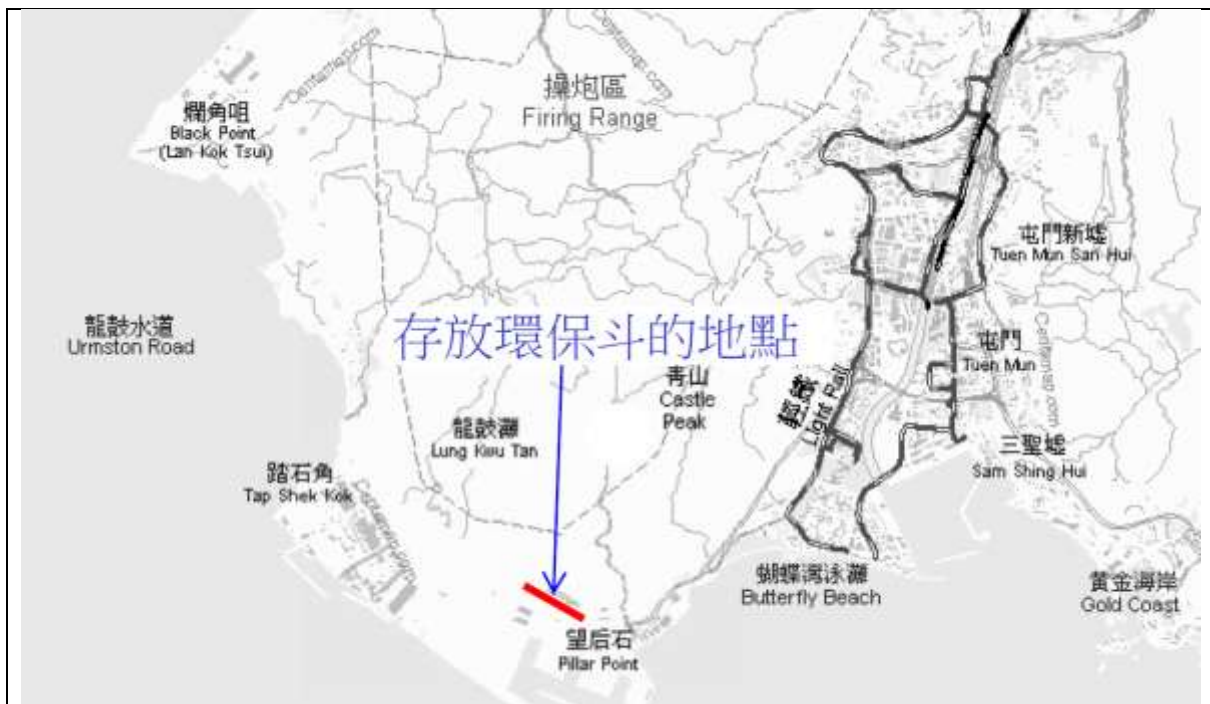 操炮區
Firing Range
爛角咀
Black Point
(Lan Kok Tsui)
屯門新墟
Tuen Mun San Hui
龍鼓水道
Urmston Road
存放環保斗的地點
屯門
Tuen Mun
青山
Castle
Peak
輕鐵
Light Rail
龍鼓灘
Lung Kwu Tan
三聖墟
Sam Shing Hui
踏石角
Tap Shek Kok
蝴蝶灣泳灘
Butterfly Beach
黃金海岸
Gold Coast
望后石
Pillar Point
Centamap.com